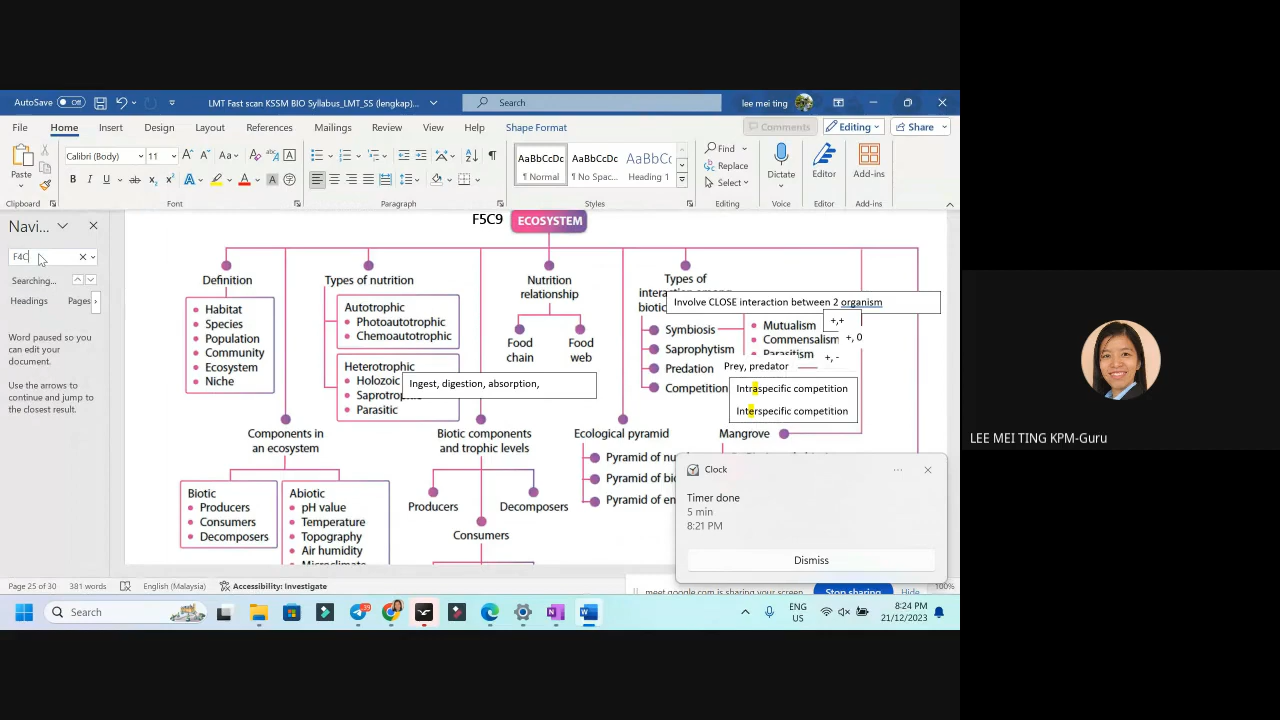 AutoSave Off
LMT Fast scan KSSM BIO Syllabus_LMT_SS (lengkap)...
Search
lee mei ting
File Home Insert Design Layout References Mailings Review View Help Shape Format
Comments Editing Share
Paste
Calibri (Body) 11
AaBbCcDc AaBbCcDc AaBbCc
¶ Normal ¶ No Spac... Heading 1
Find
Replace
Select
Dictate Editor Add-ins
Clipboard Font Paragraph Styles Editing Voice Editor Add-ins
Navi...
F4C
Searching...
Headings Pages
Word paused so you can edit your document.
Use the arrows to continue and jump to the closest result.
F5C9 ECOSYSTEM
Definition
Habitat
Species
Population
Community
Ecosystem
Niche
Types of nutrition
Autotrophic
Photoautotrophic
Chemoautotrophic
Heterotrophic
Holozoic
Ingest, digestion, absorption,
Parasitic
Nutrition relationship
Food chain
Food web
Types of
Involve CLOSE interaction between 2 organism
Symbiosis
Saprophytism
Predation
Competition
Mutualism
Commensalism
Parasitism
+,+
+, 0
+, -
Prey, predator
Intraspecific competition
Interspecific competition
Components in an ecosystem
Biotic
Producers
Consumers
Decomposers
Abiotic
pH value
Temperature
Topography
Air humidity
Microclimate
Biotic components and trophic levels
Producers
Decomposers
Consumers
Ecological pyramid
Pyramid of
Pyramid of
Pyramid of
Mangrove
Clock
Timer done
5 min
8:21 PM
Dismiss
Page 25 of 30 381 words English (Malaysia) Accessibility: Investigate 100%
meet.google.com is sharing your screen. Stop sharing Hide
Search
ENG
US
8:24 PM
21/12/2023
LEE MEI TING KPM-Guru